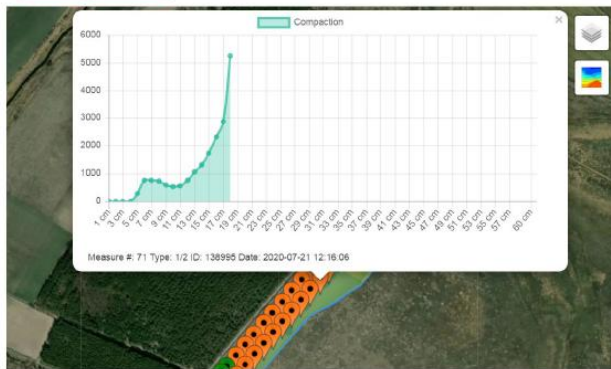 Compaction
×
6000
5000
4000
3000
2000
1000
0
1 cm
3 cm
5 cm
7 cm
9 cm
11 cm
13 cm
15 cm
17 cm
19 cm
21 cm
23 cm
25 cm
27 cm
29 cm
31 cm
33 cm
35 cm
37 cm
39 cm
41 cm
43 cm
45 cm
47 cm
49 cm
51 cm
53 cm
55 cm
57 cm
60 cm
Measure #: 71 Type: 1/2 ID: 138995 Date: 2020-07-21 12:16:06